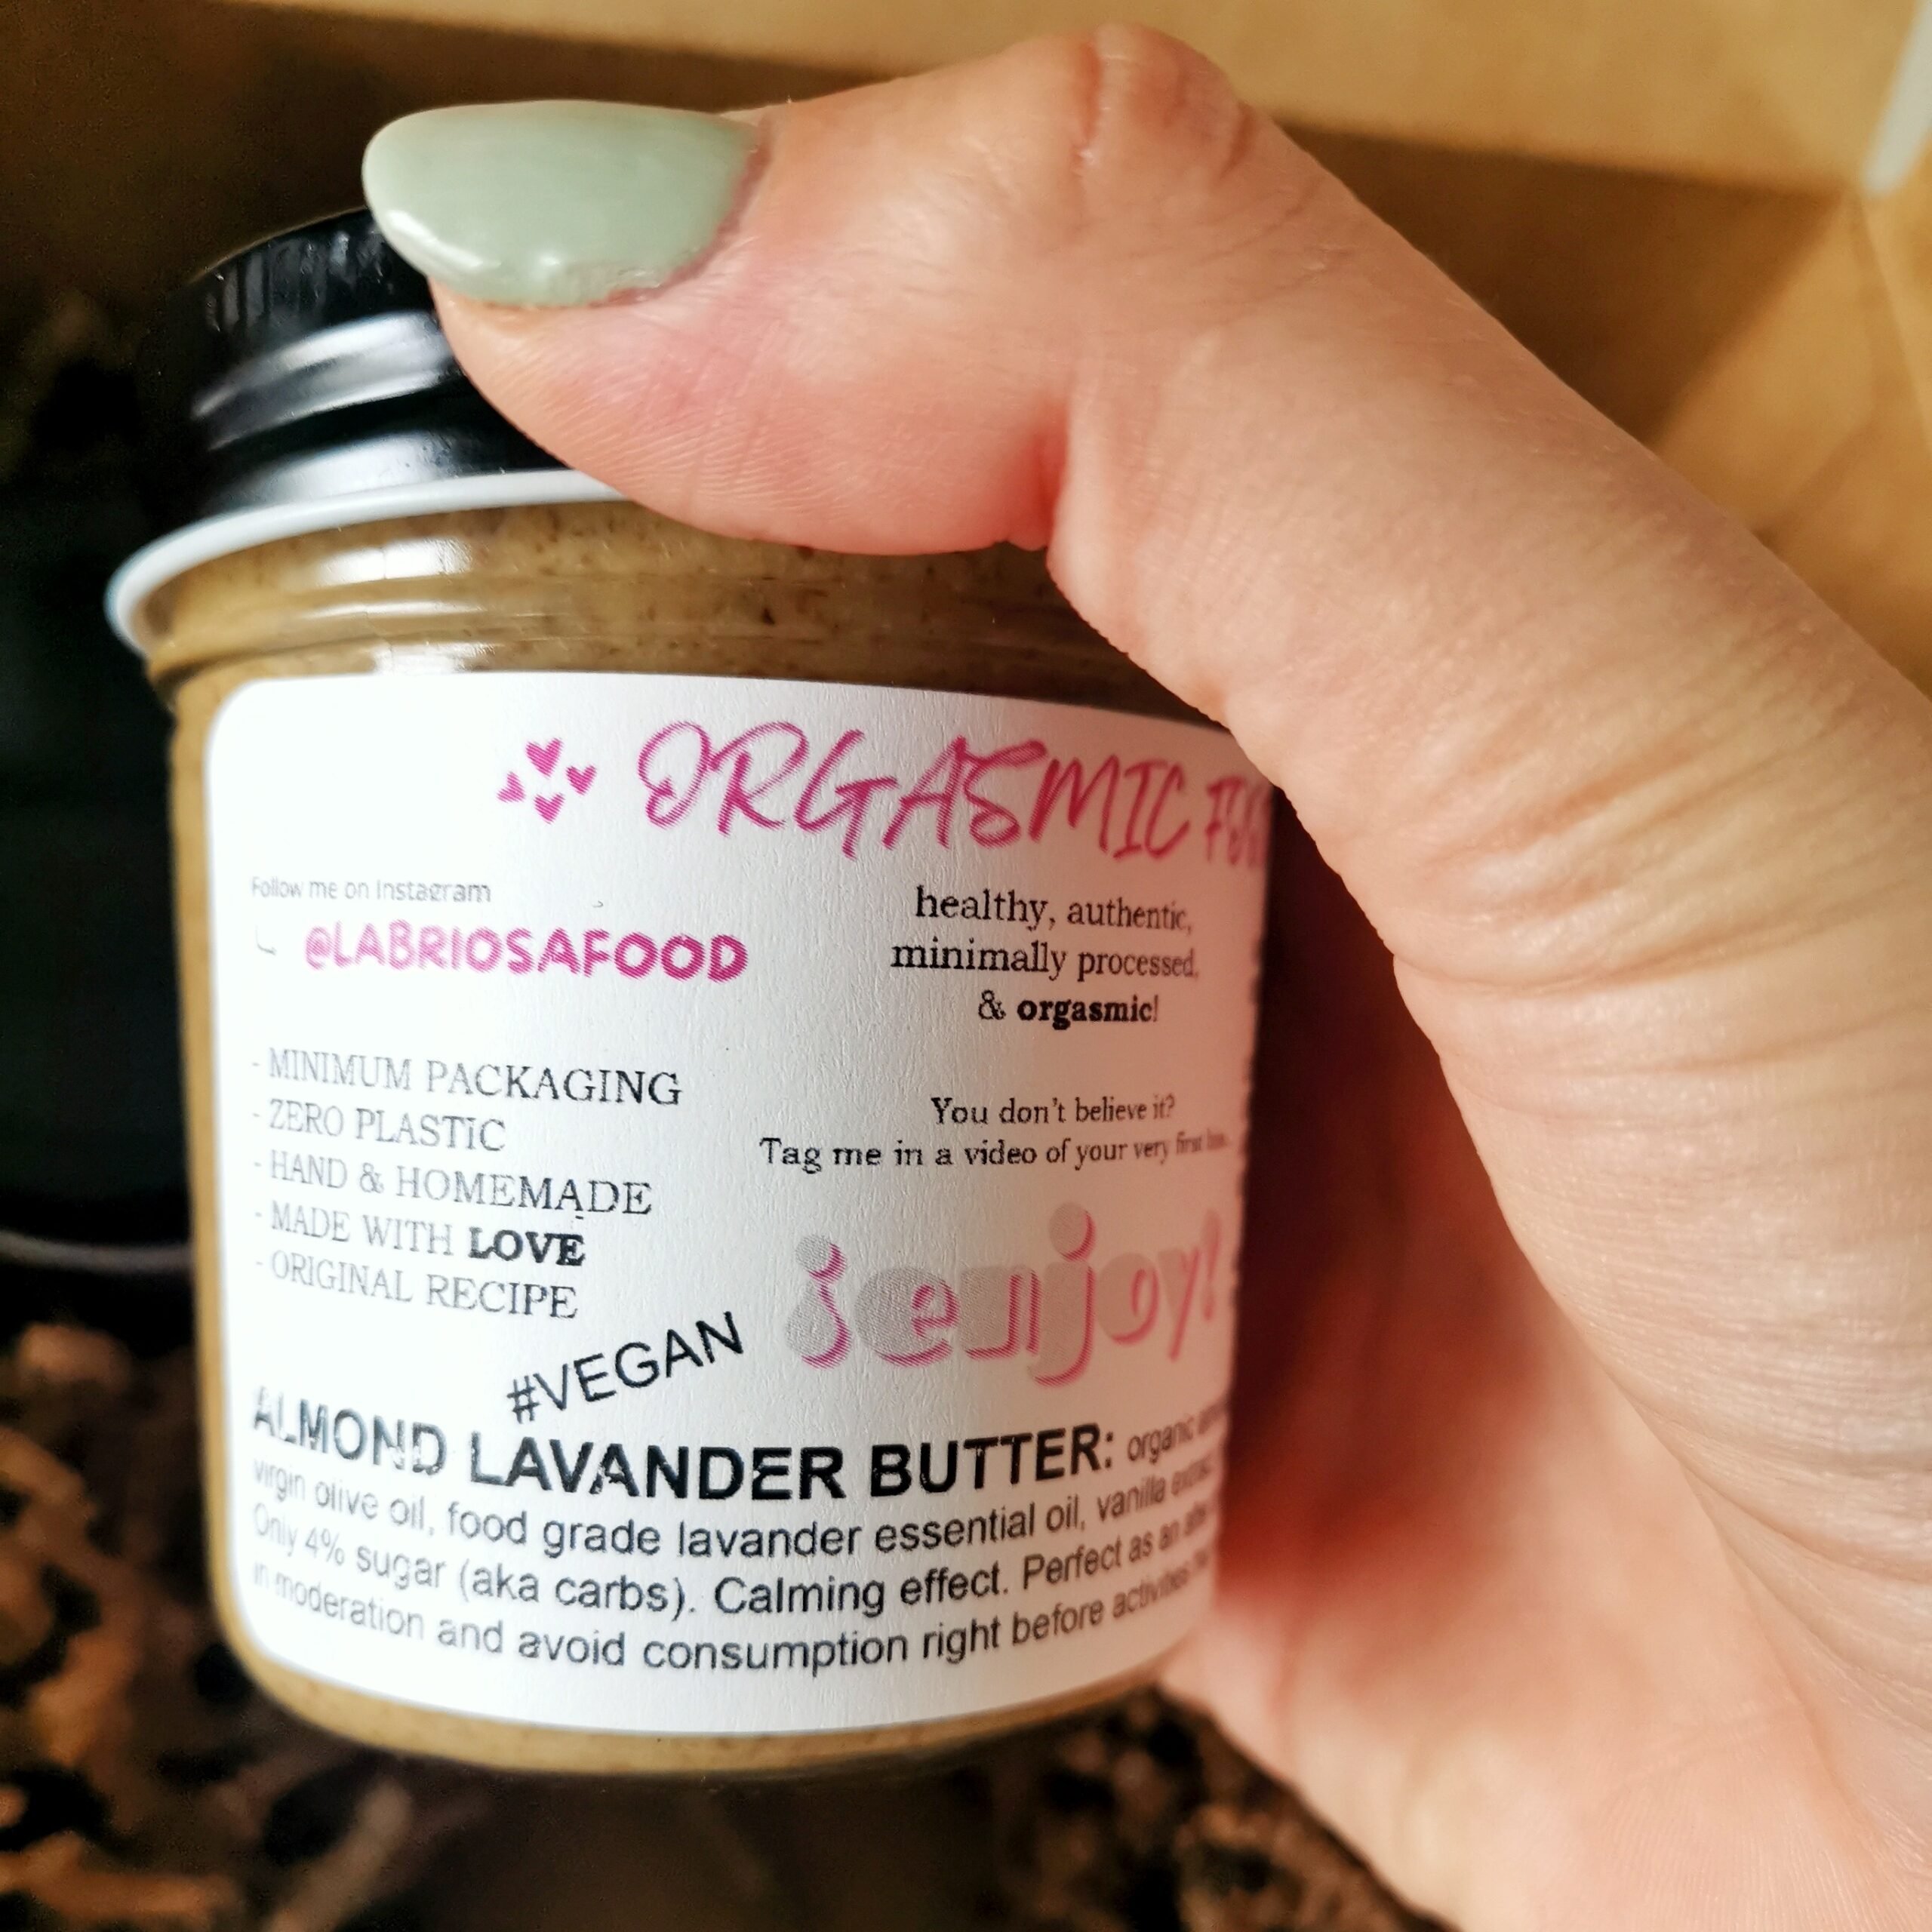 ORGASMIC
Follow me on Instagram
@LABRIOSAFOOD
healthy, authentic,
minimally processed,
& orgasmic!
- MINIMUM PACKAGING
- ZERO PLASTIC
- HAND & HOMEMADE
- MADE WITH LOVE
- ORIGINAL RECIPE
You don't believe it?
Tag me in a video of your very first
¡enjoy!
#VEGAN
ALMOND LAVANDER BUTTER: organic
virgin olive oil, food grade lavander essential oil, vanilla
Only 4% sugar (aka carbs). Calming effect. Perfect as an
in moderation and avoid consumption right before activities